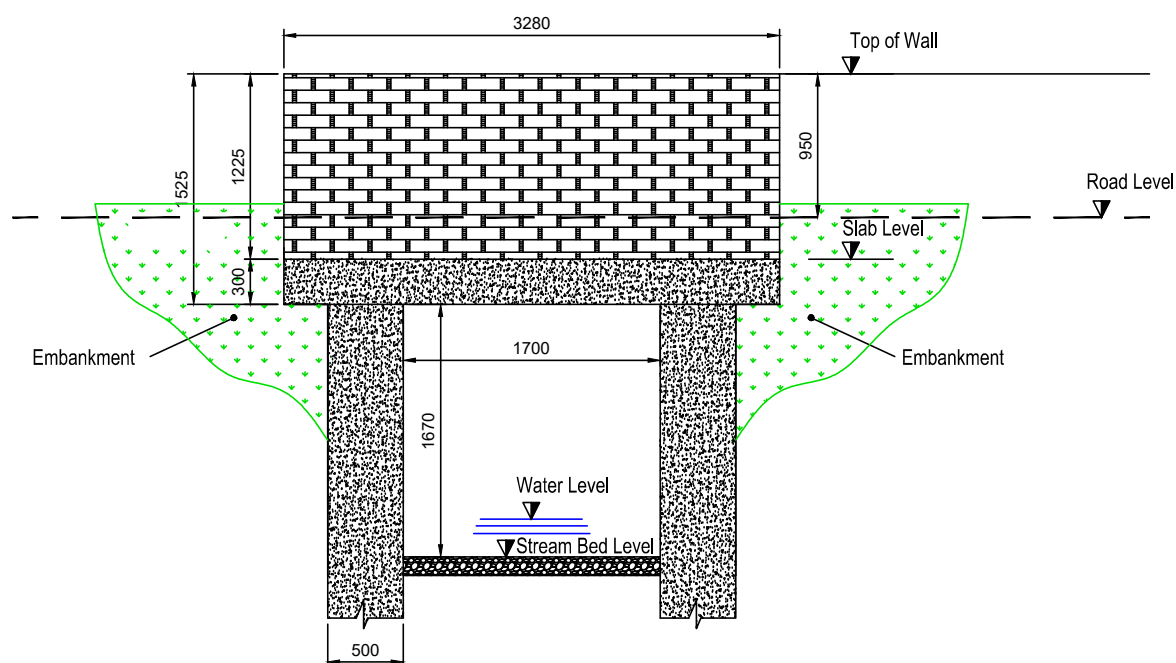 3280
Top of Wall
950
1225
1525
Road Level
Slab Level
300
Embankment
1700
Embankment
1670
Water Level
Stream Bed Level
500